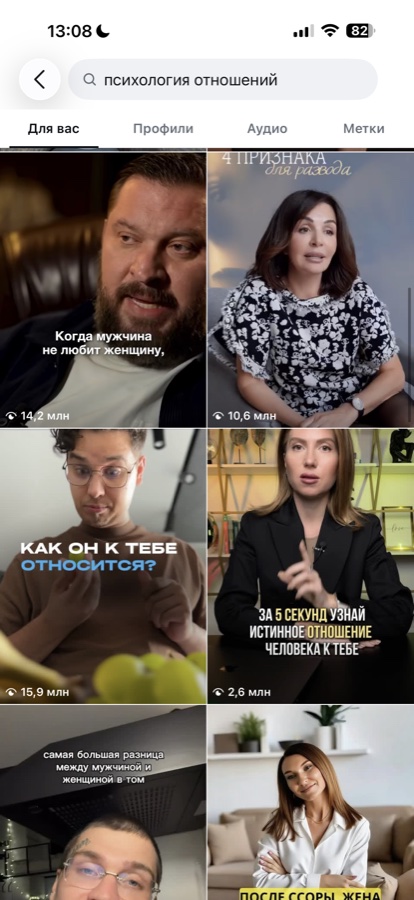 13:08
82
психология отношений
Для вас
Профили
Аудио
Метки
4 ПРИЗНАКА
для развода
Когда мужчина
не любит женщину,
14,2 млн
10,6 млн
КАК ОН К ТЕБЕ
ОТНОСИТСЯ?
ЗА 5 СЕКУНД УЗНАЙ
ИСТИННОЕ ОТНОШЕНИЕ
ЧЕЛОВЕКА К ТЕБЕ
15,9 млн
2,6 млн
самая большая разница
между мужчиной и
женщиной в том
ПОСЛЕ ССОРЫ, ЖЕНА